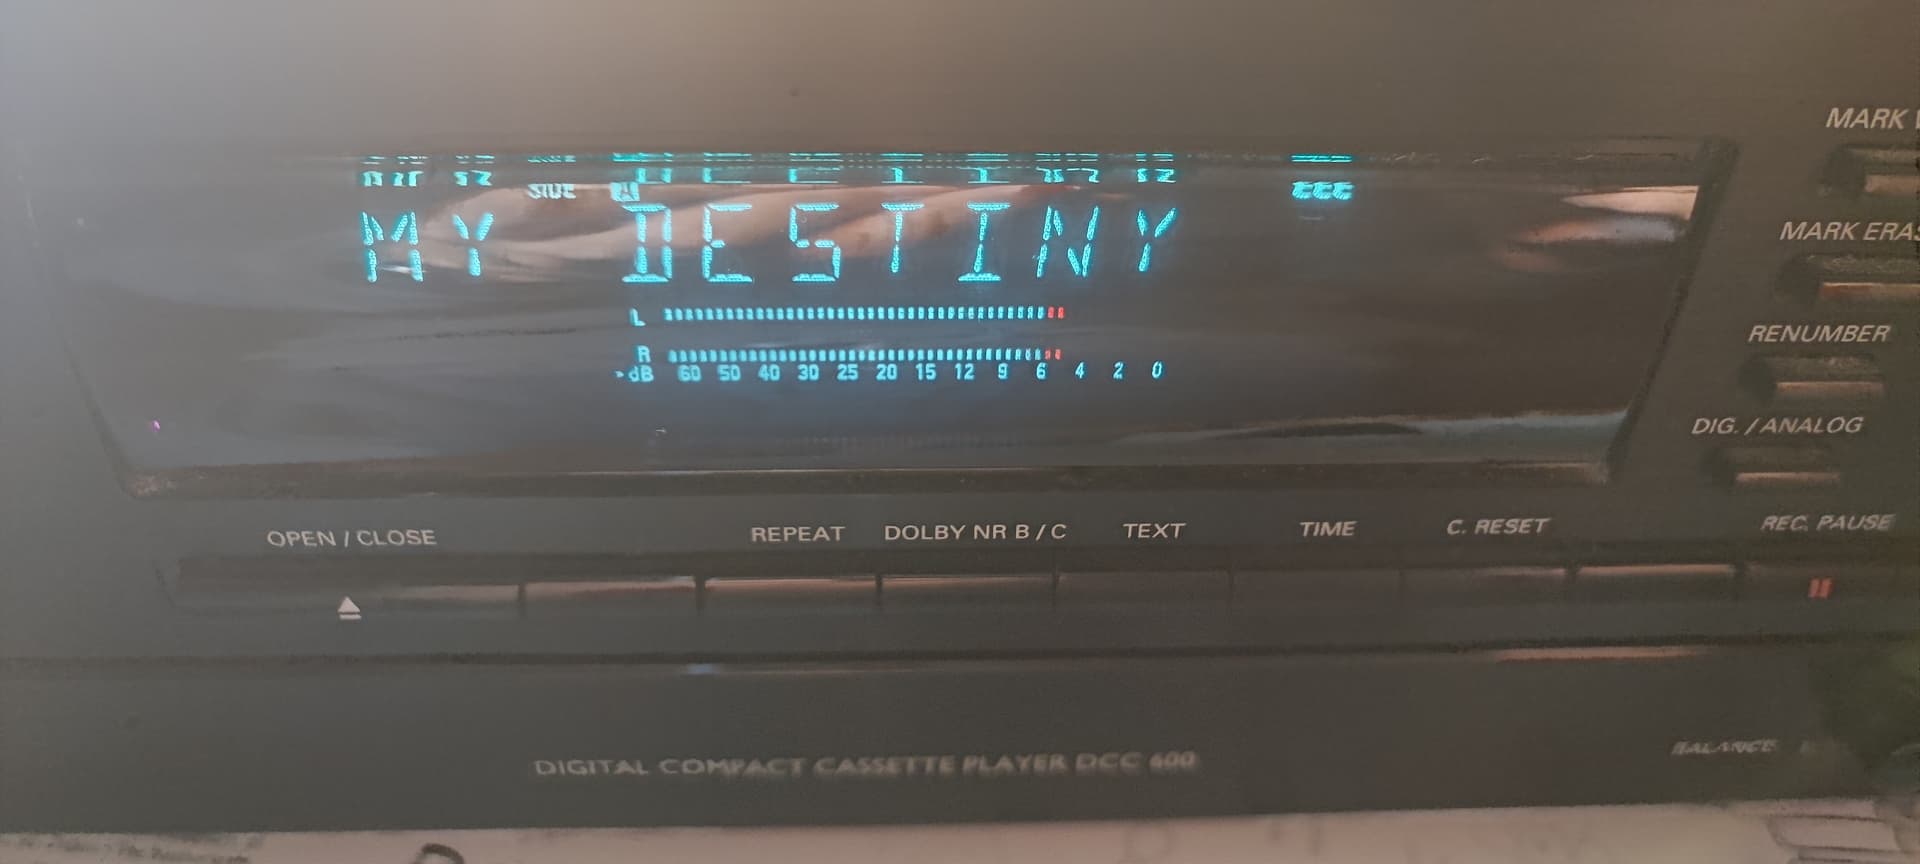 MARK
SIDE A
MY DESTINY
MARK ERAS
L
R
dB 60 50 40 30 25 20 15 12 9 6 4 2 0
RENUMBER
DIG. / ANALOG
OPEN / CLOSE REPEAT DOLBY NR B / C TEXT TIME C. RESET REC. PAUSE
DIGITAL COMPACT CASSETTE PLAYER DCC 600
BALANCE